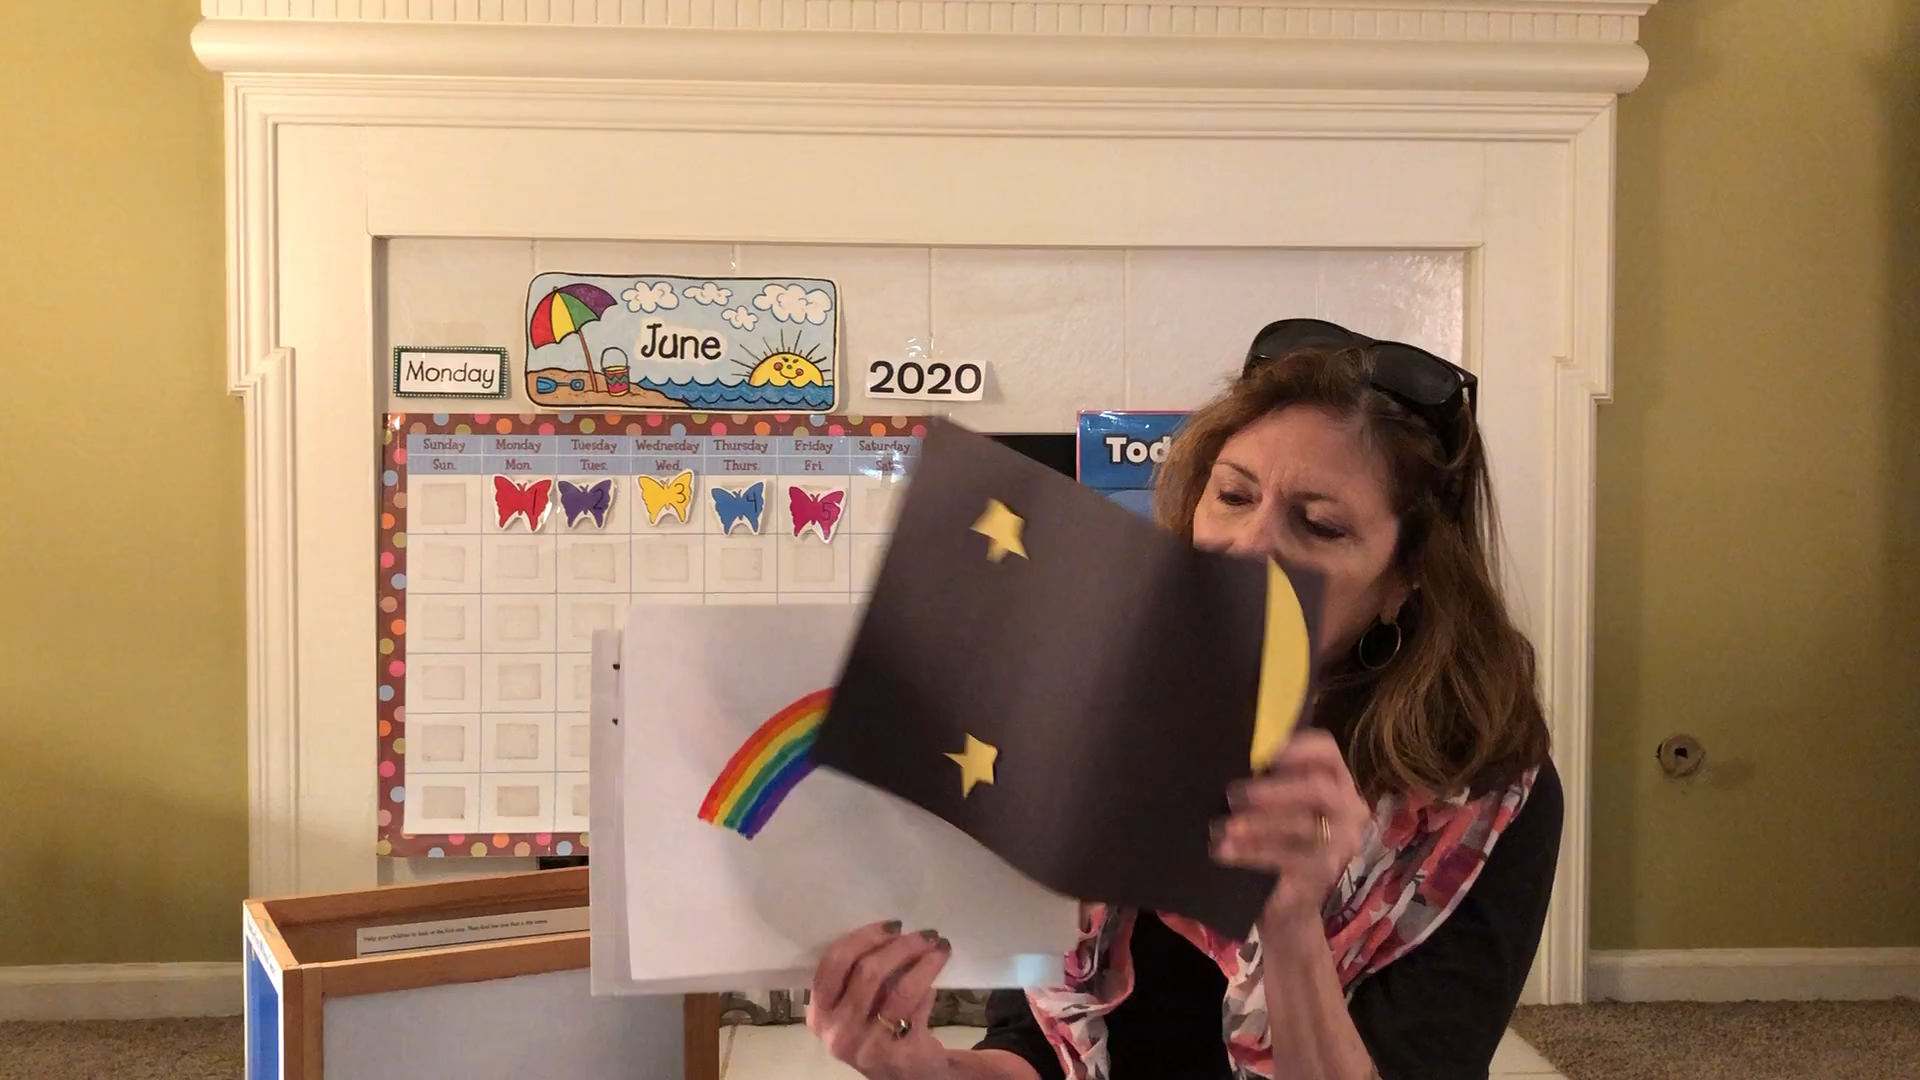 June
Monday
2020
Sunday Monday Tuesday Wednesday Thursday Friday Saturday
Sun. Mon. Tues. Wed. Thurs. Fri. Sat.
1 2 3 4 5
Tod